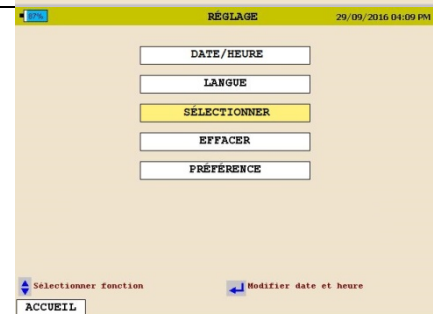 87% RÉGLAGE 29/09/2016 04:09 PM
DATE/HEURE
LANGUE
SÉLECTIONNER
EFFACER
PRÉFÉRENCE
Sélectionner fonction Modifier date et heure
ACCUEIL